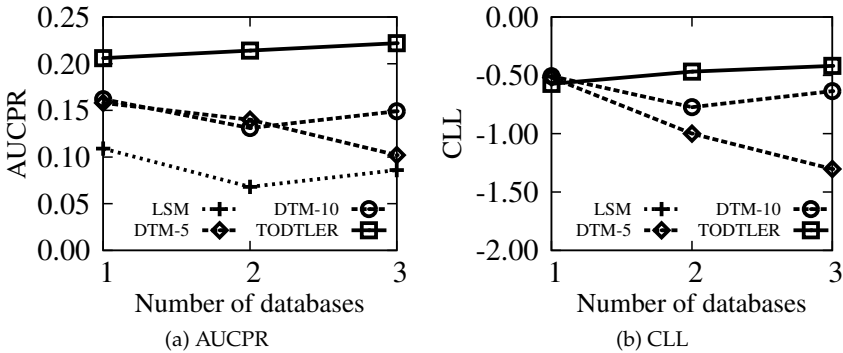 0.25
0.20
0.15
0.10
0.05
0.00
AUCPR
LSM
DTM-5
DTM-10
TODTLER
1 2 3
Number of databases
(a) AUCPR
0.00
-0.50
-1.00
-1.50
-2.00
CLL
LSM
DTM-5
DTM-10
TODTLER
1 2 3
Number of databases
(b) CLL